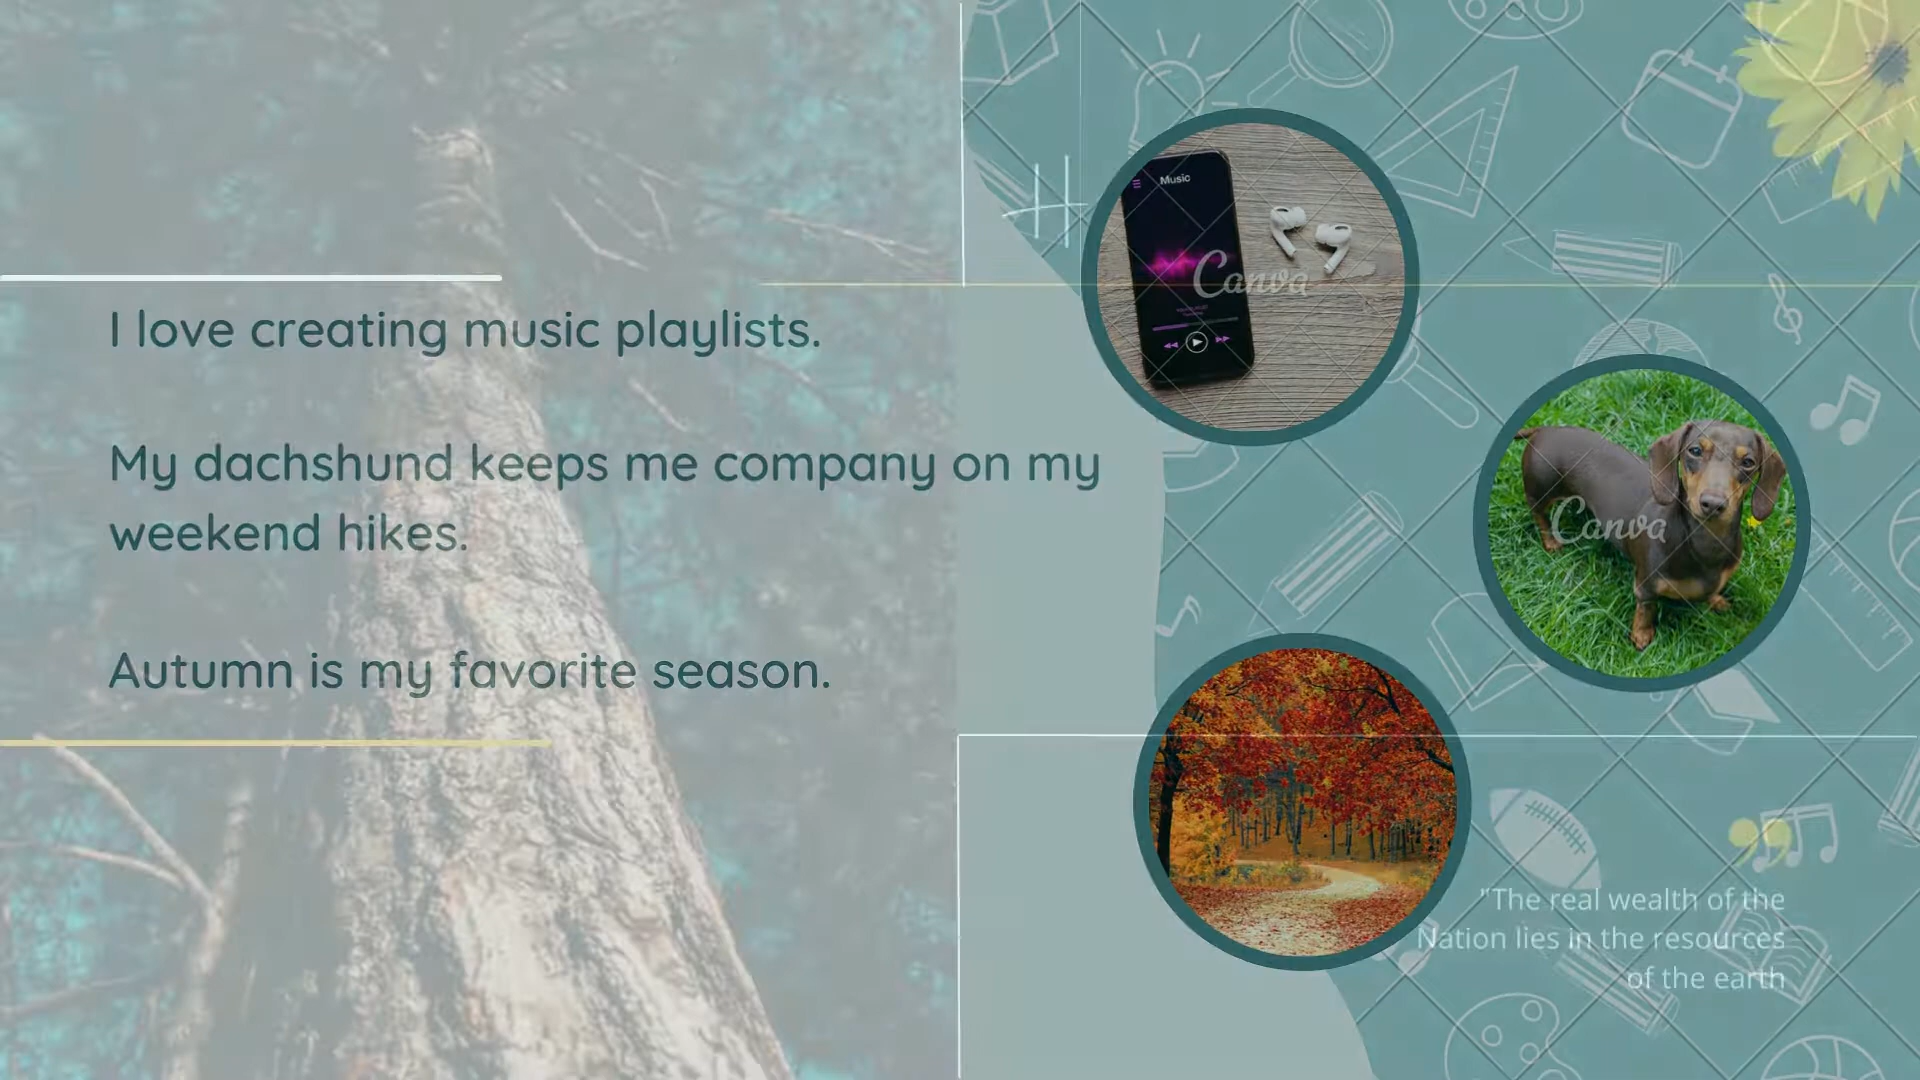 I love creating music playlists.
My dachshund keeps me company on my
weekend hikes.
Autumn is my favorite season.
Music
Canva
Canva
"The real wealth of the
Nation lies in the resources
of the earth